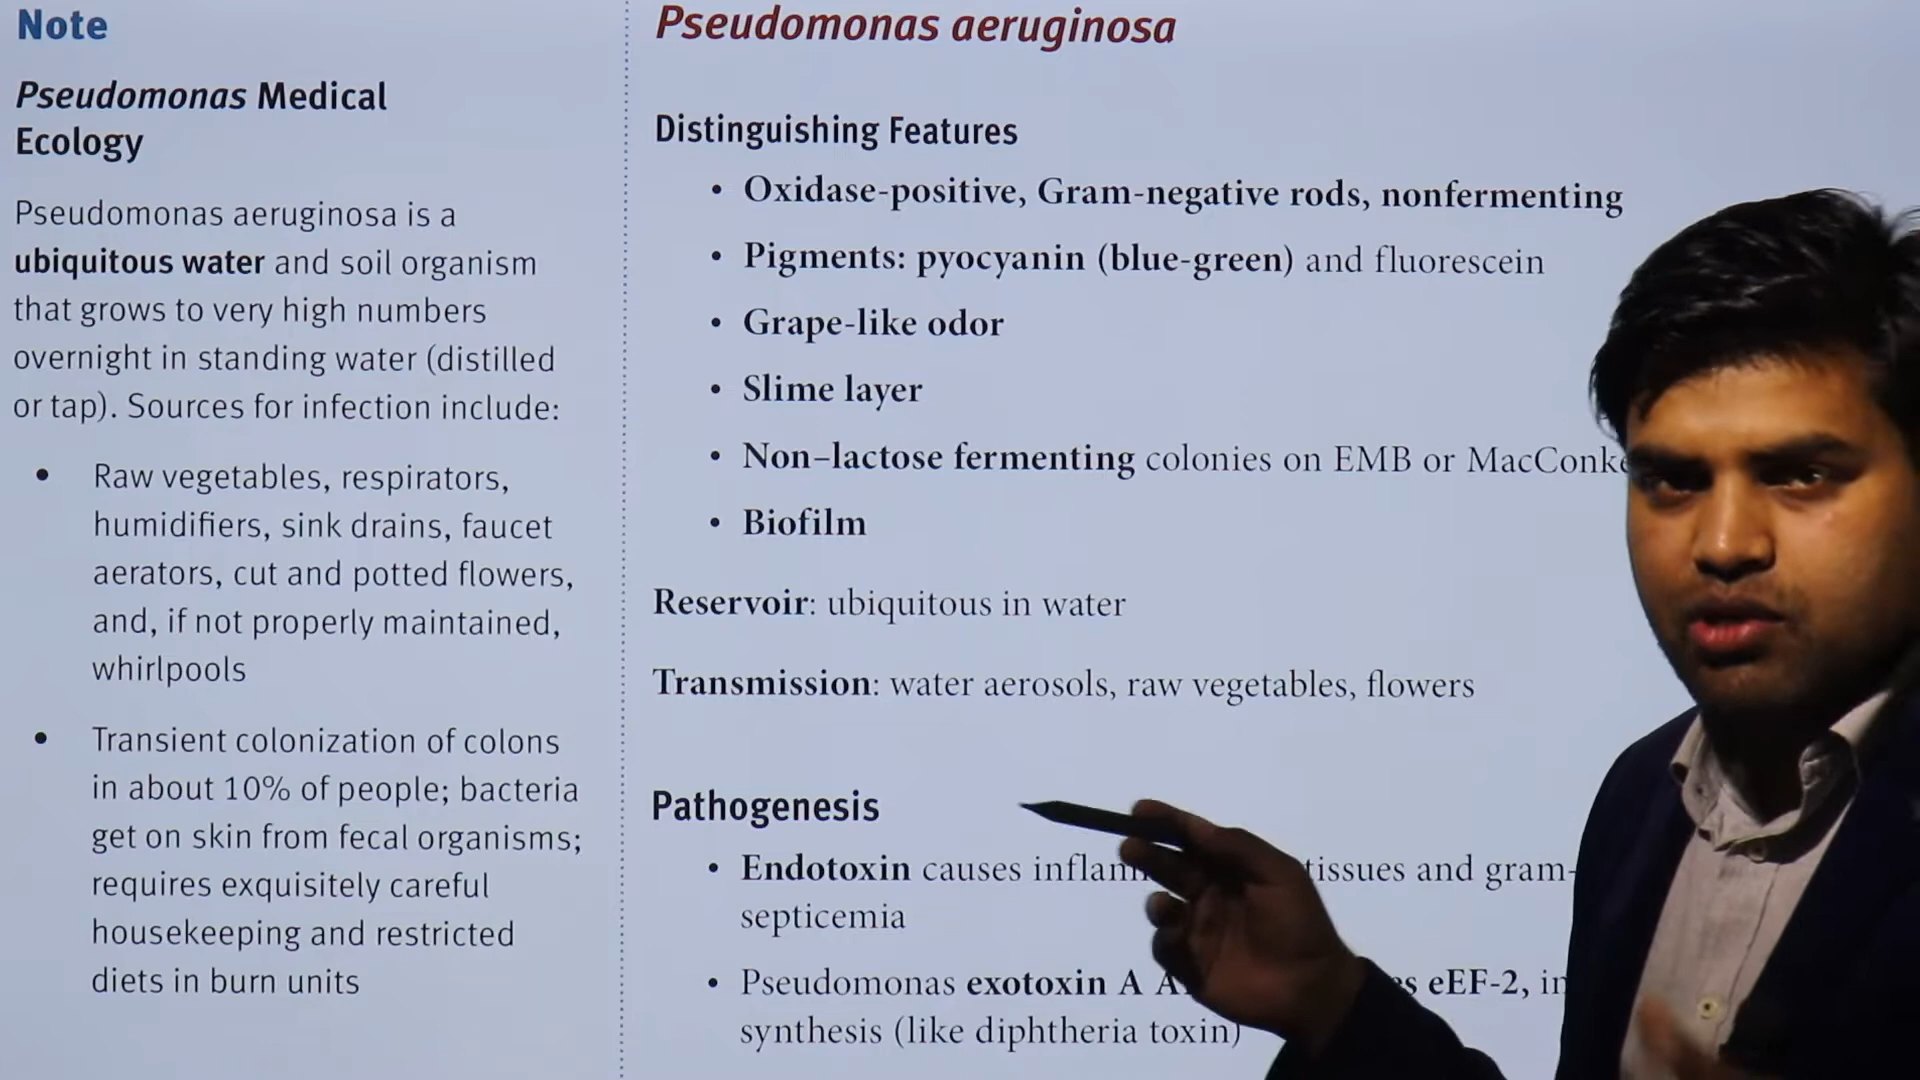 Note
Pseudomonas Medical
Ecology
Pseudomonas aeruginosa is a
ubiquitous water and soil organism
that grows to very high numbers
overnight in standing water (distilled
or tap). Sources for infection include:
• Raw vegetables, respirators,
humidifiers, sink drains, faucet
aerators, cut and potted flowers,
and, if not properly maintained,
whirlpools
• Transient colonization of colons
in about 10% of people; bacteria
get on skin from fecal organisms;
requires exquisitely careful
housekeeping and restricted
diets in burn units
Pseudomonas aeruginosa
Distinguishing Features
• Oxidase-positive, Gram-negative rods, nonfermenting
• Pigments: pyocyanin (blue-green) and fluorescein
• Grape-like odor
• Slime layer
• Non–lactose fermenting colonies on EMB or
• Biofilm
Reservoir: ubiquitous in water
Transmission: water aerosols, raw vegetables, flowers
Pathogenesis
• Endotoxin causes tissues and gram-
septicemia
• Pseudomonas exotoxin A eEF-2,
synthesis (like diphtheria toxin)